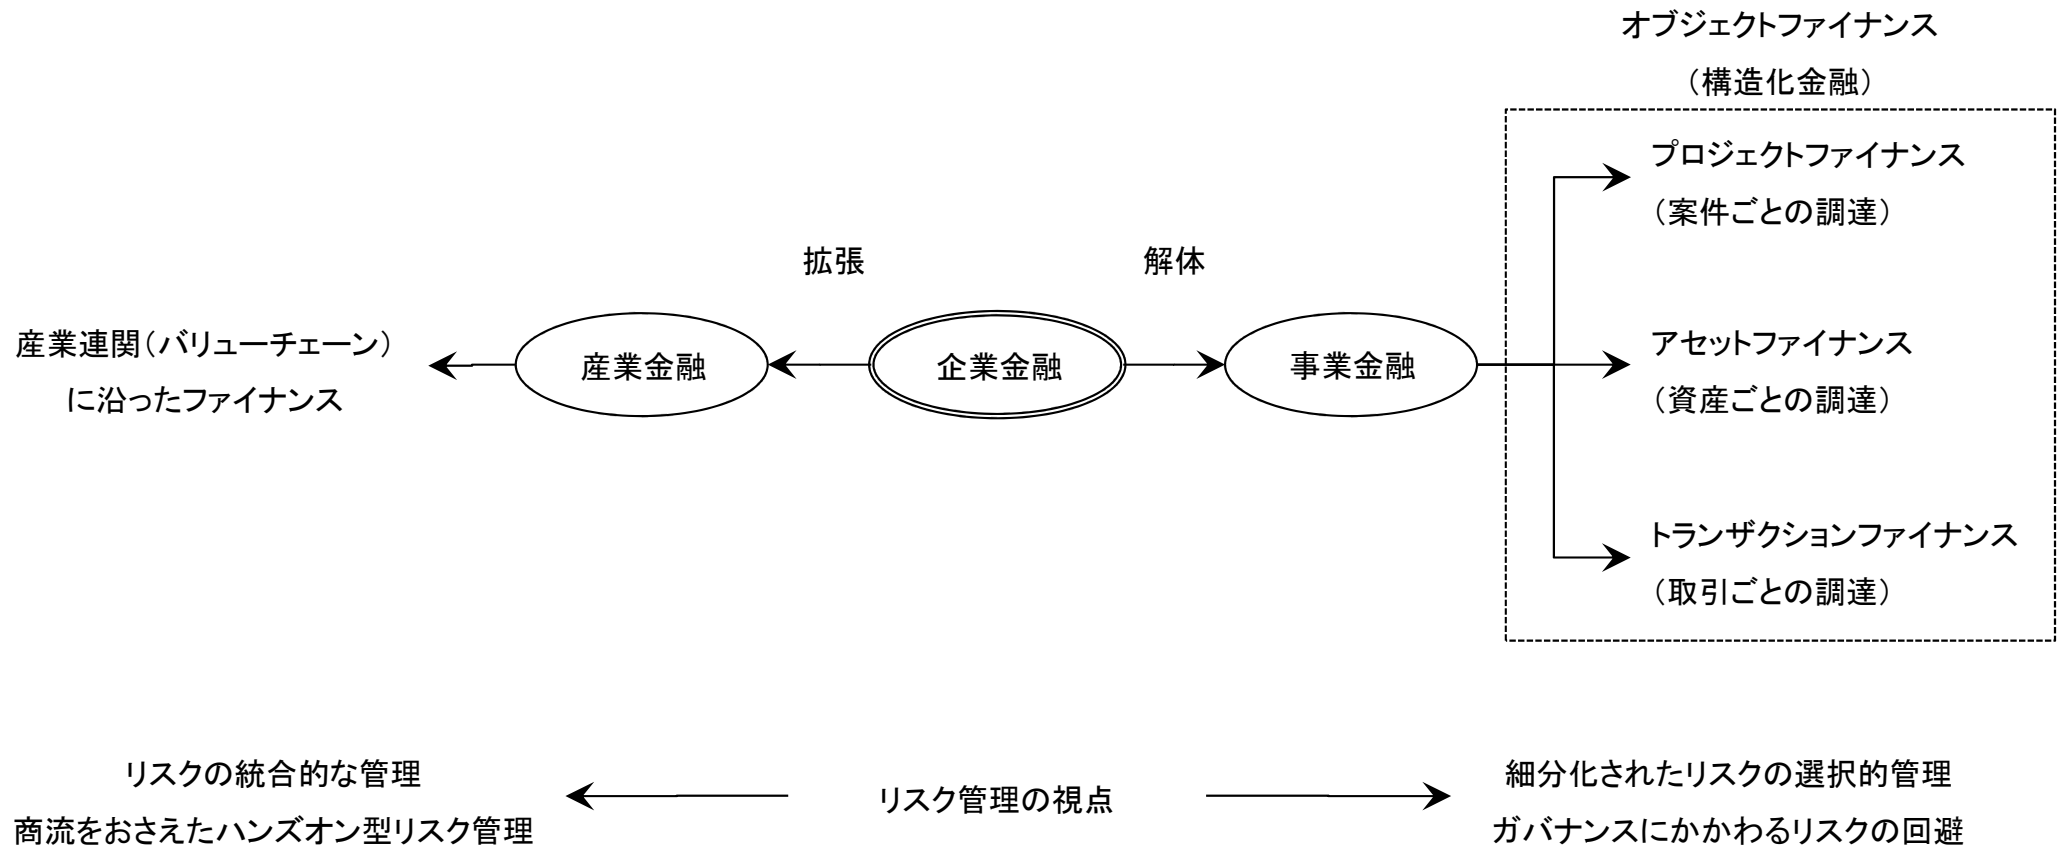 オブジェクトファイナンス
（構造化金融）
プロジェクトファイナンス
（案件ごとの調達）
拡張
解体
産業連関（バリューチェーン）
に沿ったファイナンス
産業金融
企業金融
事業金融
アセットファイナンス
（資産ごとの調達）
トランザクションファイナンス
（取引ごとの調達）
リスクの統合的な管理
商流をおさえたハンズオン型リスク管理
リスク管理の視点
細分化されたリスクの選択的管理
ガバナンスにかかわるリスクの回避